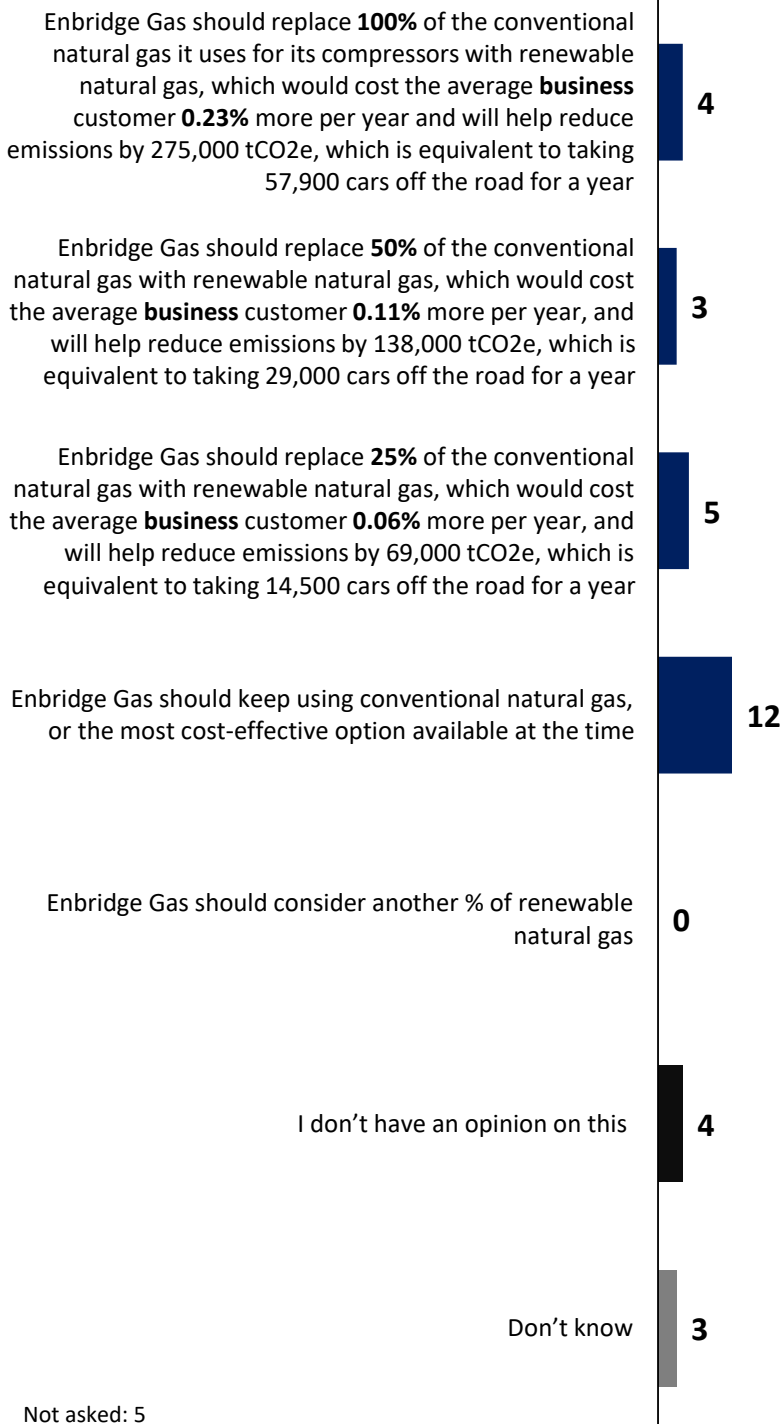 Enbridge Gas should replace 100% of the conventional
natural gas it uses for its compressors with renewable
natural gas, which would cost the average business
customer 0.23% more per year and will help reduce
emissions by 275,000 tCO2e, which is equivalent to taking
57,900 cars off the road for a year
4
Enbridge Gas should replace 50% of the conventional
natural gas with renewable natural gas, which would cost
the average business customer 0.11% more per year, and
will help reduce emissions by 138,000 tCO2e, which is
equivalent to taking 29,000 cars off the road for a year
3
Enbridge Gas should replace 25% of the conventional
natural gas with renewable natural gas, which would cost
the average business customer 0.06% more per year, and
will help reduce emissions by 69,000 tCO2e, which is
equivalent to taking 14,500 cars off the road for a year
5
Enbridge Gas should keep using conventional natural gas,
or the most cost-effective option available at the time
12
Enbridge Gas should consider another % of renewable
natural gas
0
I don’t have an opinion on this
4
Don’t know
3
Not asked: 5